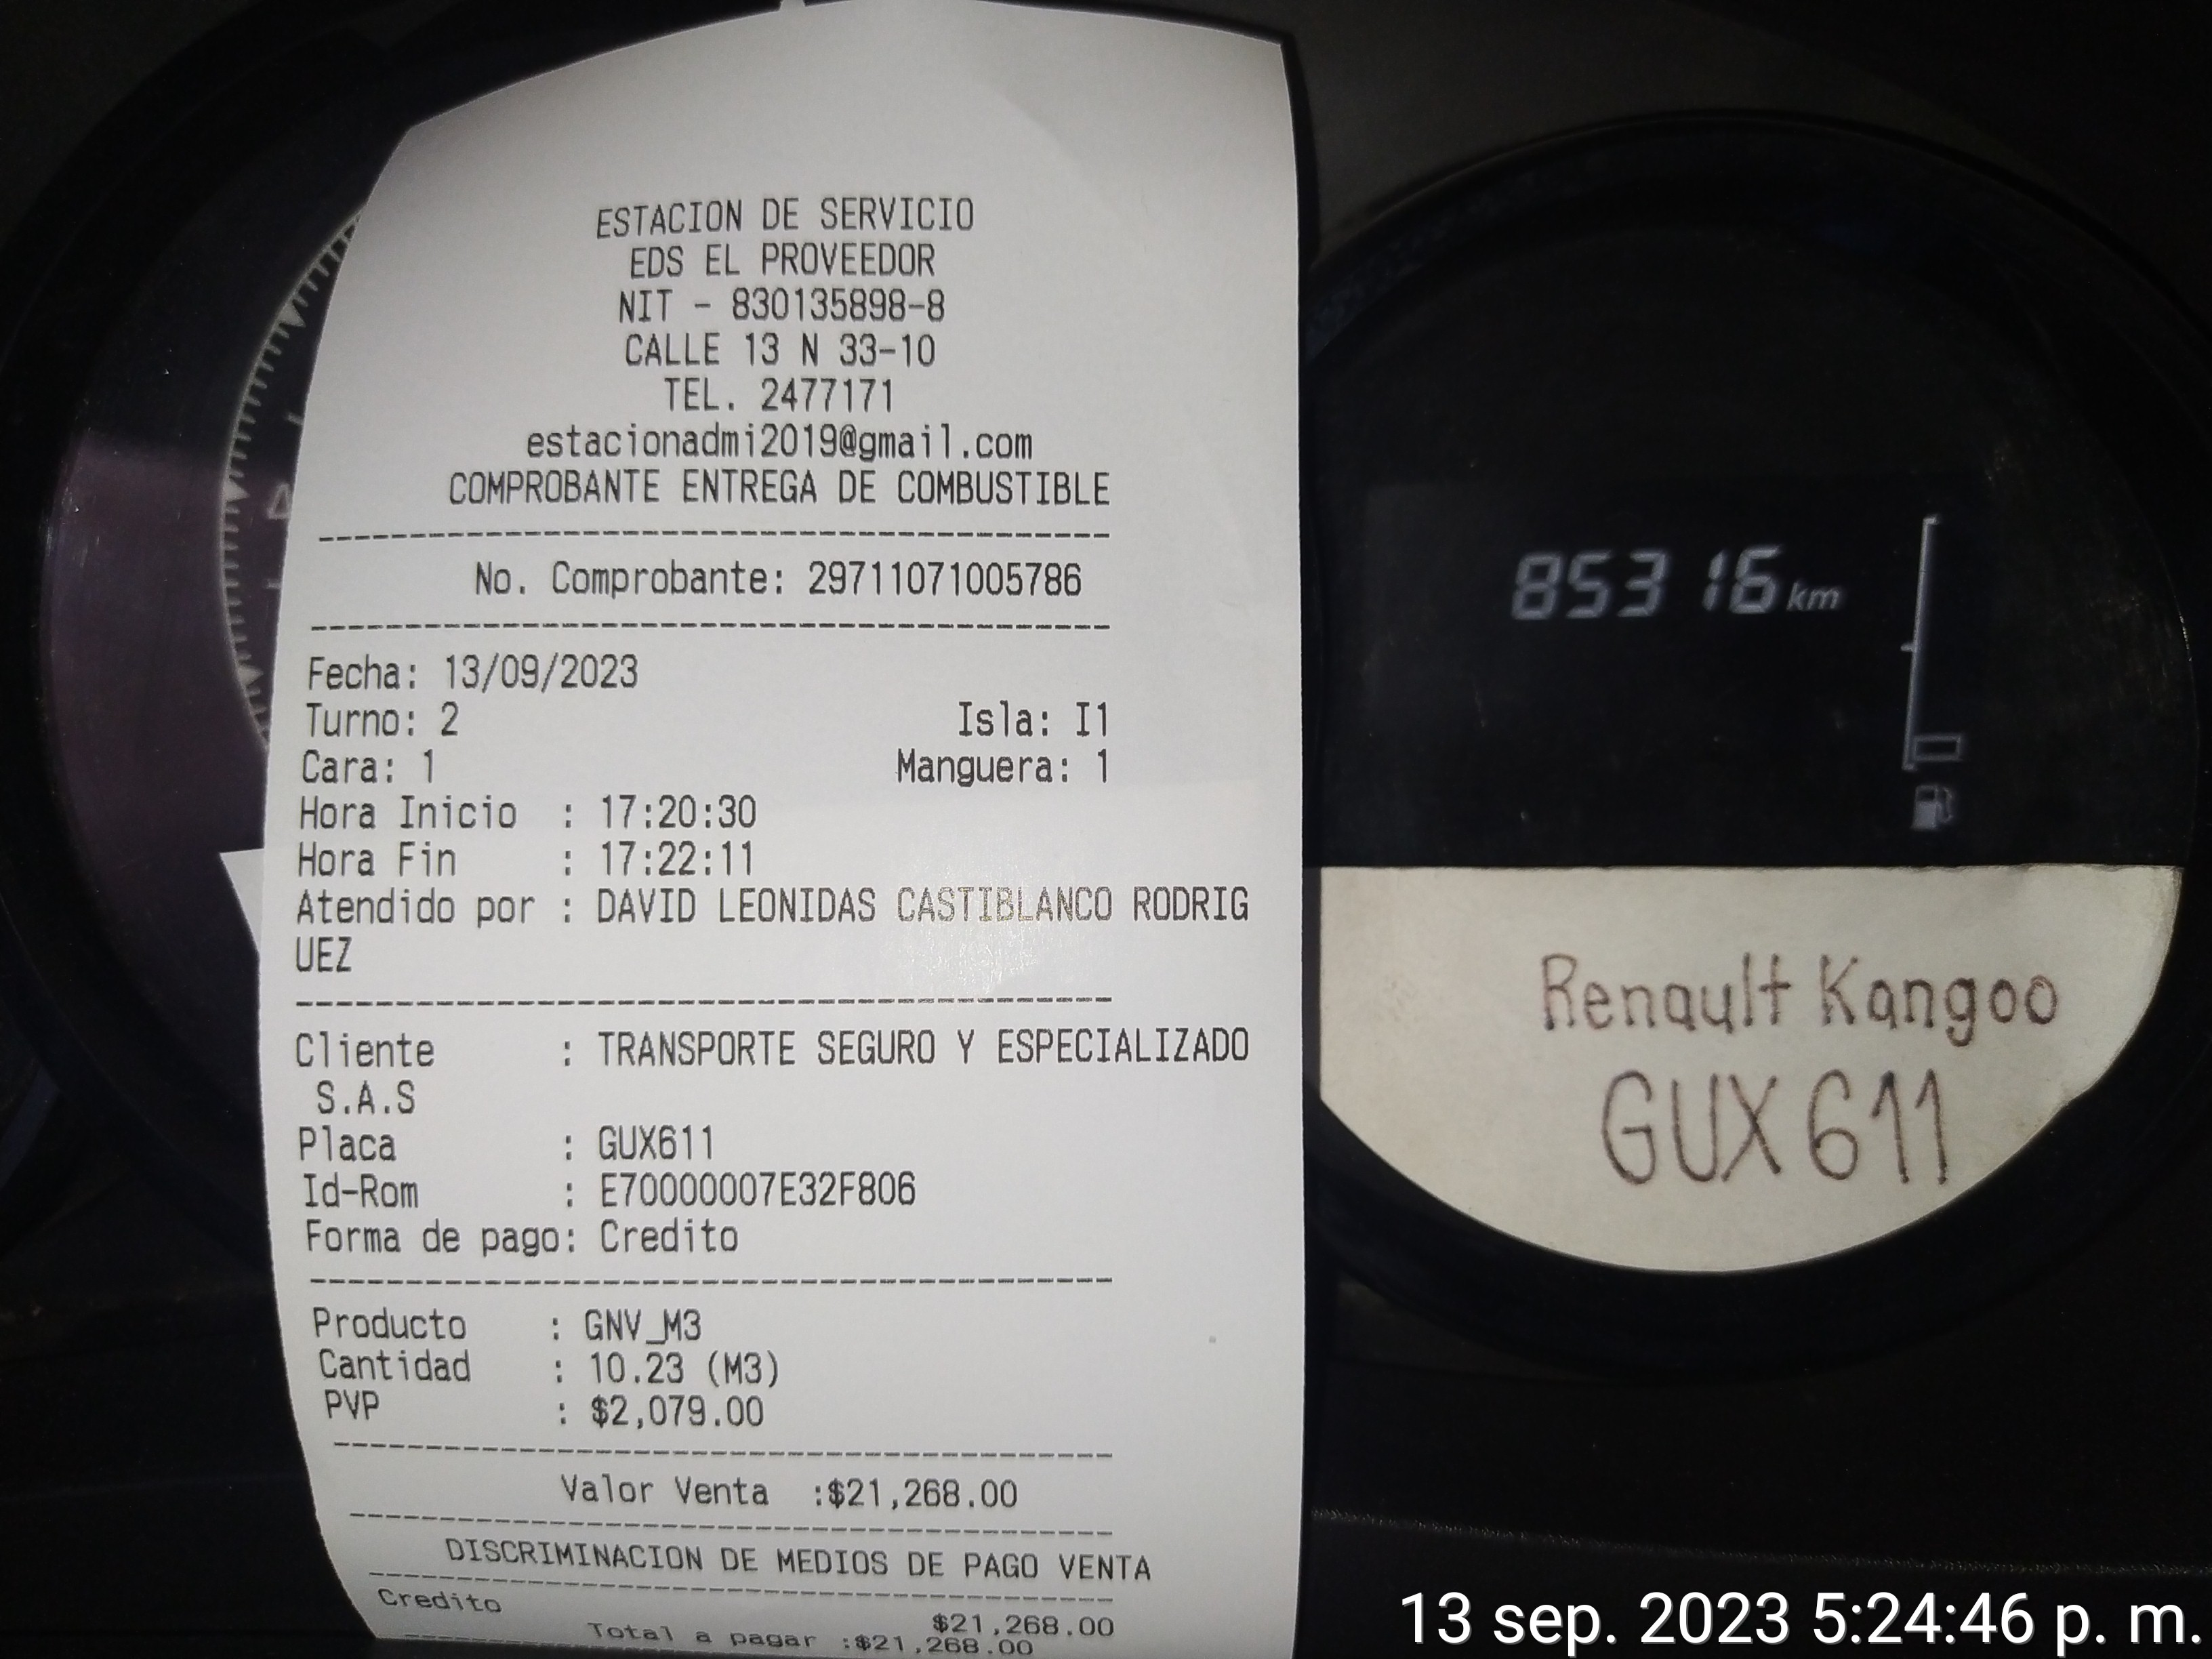 ESTACION DE SERVICIO
EDS EL PROVEEDOR
NIT - 830135898-8
CALLE 13 N 33-10
TEL. 2477171
estacionadmi2019@gmail.com
COMPROBANTE ENTREGA DE COMBUSTIBLE
No. Comprobante: 29711071005786
Fecha: 13/09/2023
Turno: 2 Isla: I1
Cara: 1 Manguera: 1
Hora Inicio : 17:20:30
Hora Fin : 17:22:11
Atendido por : DAVID LEONIDAS CASTIBLANCO RODRIG
UEZ
Cliente : TRANSPORTE SEGURO Y ESPECIALIZADO
S.A.S
Placa : GUX611
Id-Rom : E70000007E32F806
Forma de pago: Credito
Producto : GNV_M3
Cantidad : 10.23 (M3)
PVP : $2,079.00
Valor Venta :$21,268.00
DISCRIMINACION DE MEDIOS DE PAGO VENTA
Credito $21,268.00
Total a pagar :$21,268.00
85316 km
Renault Kangoo
GUX611
13 sep. 2023 5:24:46 p. m.